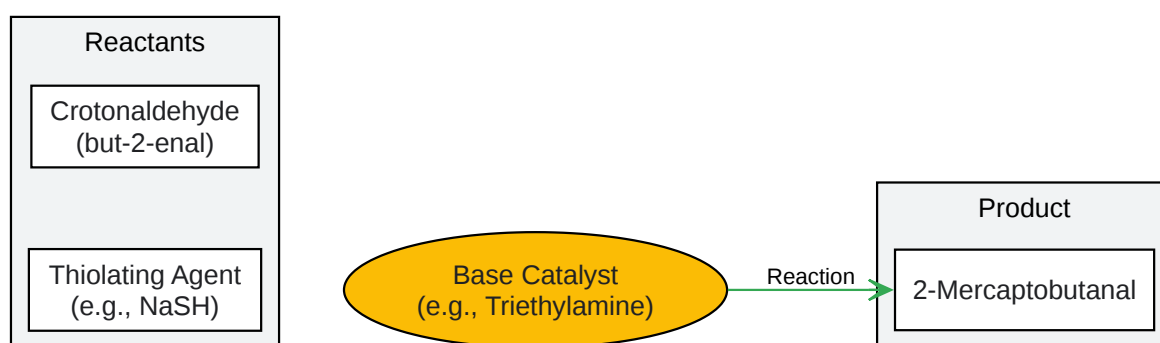 Reactants
Crotonaldehyde
(but-2-enal)
Thiolating Agent
(e.g., NaSH)
Base Catalyst
(e.g., Triethylamine)
Reaction
Product
2-Mercaptobutanal